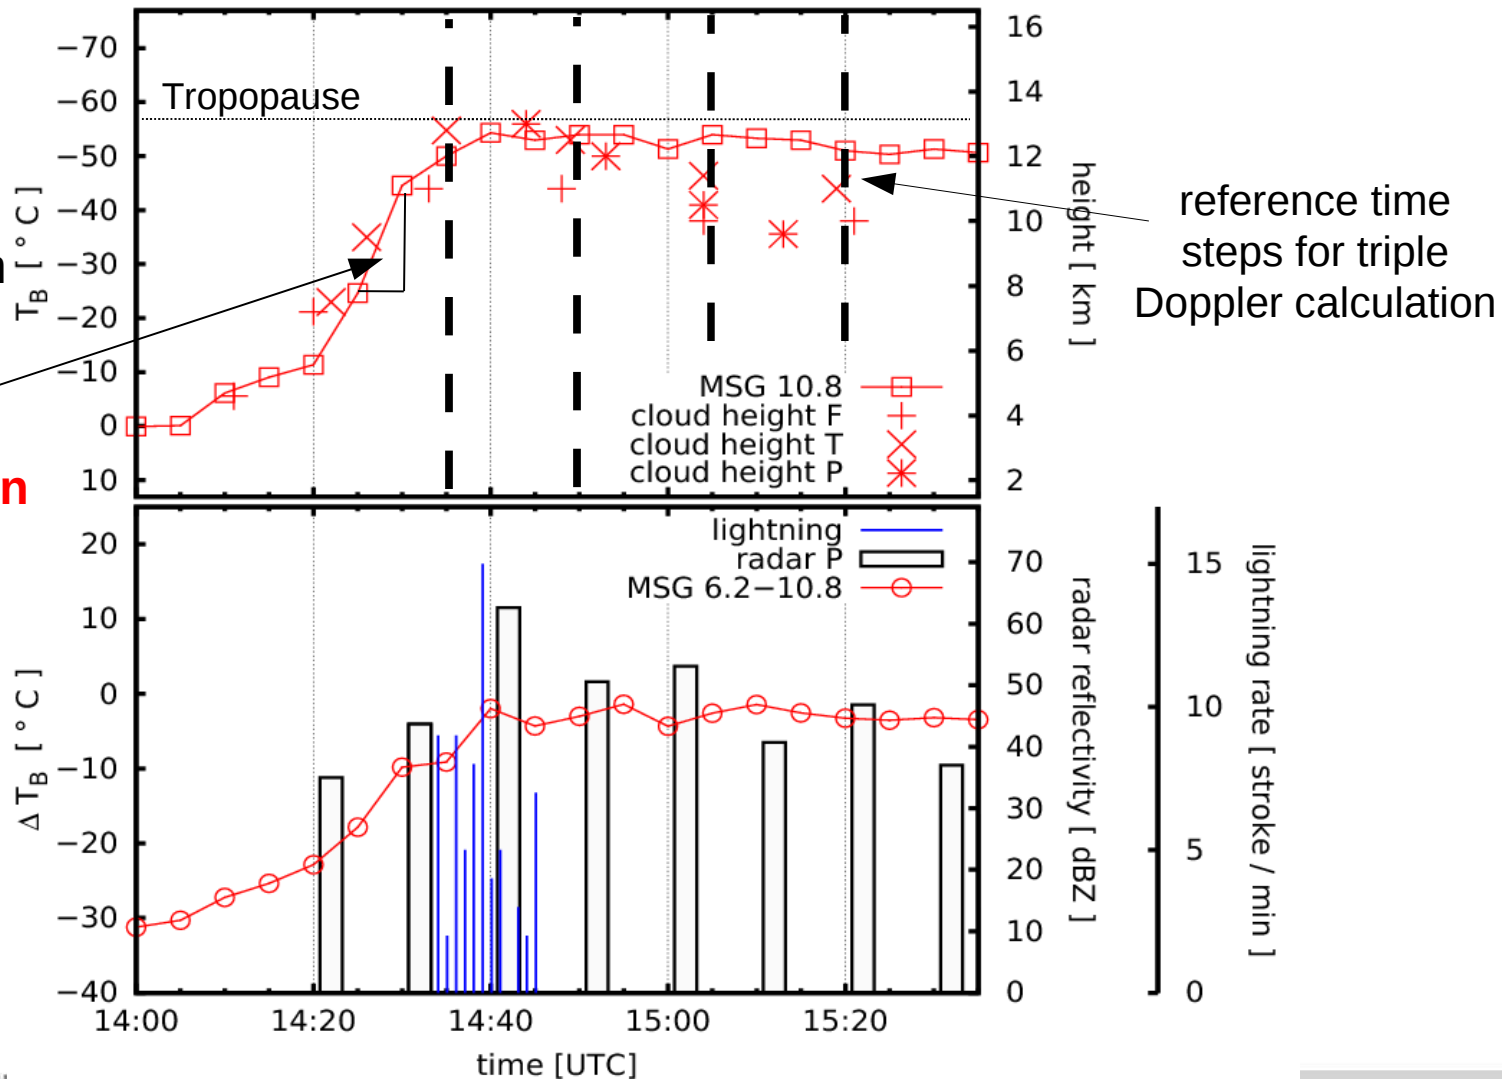 −70
−60
−50
−40
−30
−20
−10
0
10
T_B [ ° C ]
Tropopause
16
14
12
10
8
6
4
2
height [ km ]
reference time
steps for triple
Doppler calculation
n
n
MSG 10.8
cloud height F
cloud height T
cloud height P
20
10
0
−10
−20
−30
−40
Δ T_B [ ° C ]
lightning
radar P
MSG 6.2−10.8
70
60
50
40
30
20
10
0
radar reflectivity [ dBZ ]
15
10
5
0
lightning rate [ stroke / min ]
14:00 14:20 14:40 15:00 15:20
time [UTC]